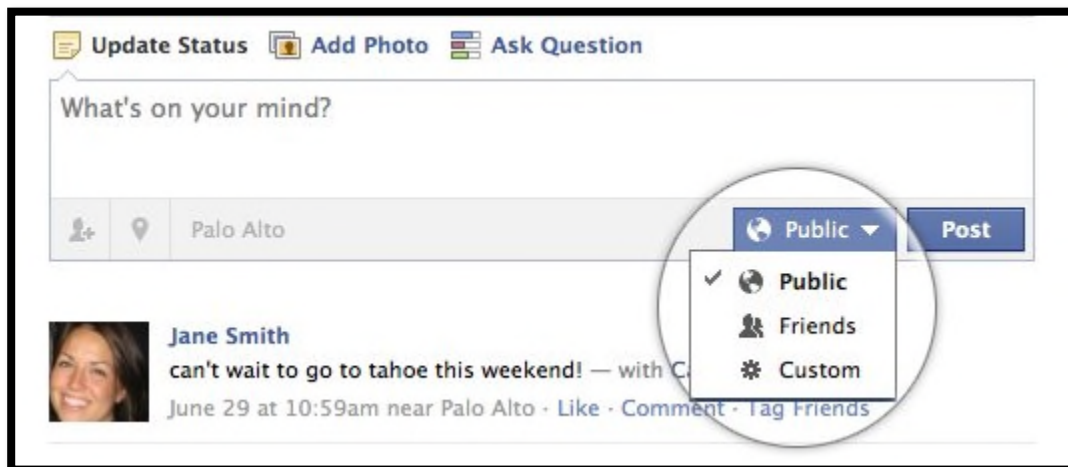 Update Status Add Photo Ask Question
What's on your mind?
Palo Alto Public Post
Public
Friends
Custom
Jane Smith
can't wait to go to tahoe this weekend! — with
June 29 at 10:59am near Palo Alto · Like · Comment · Tag Friends